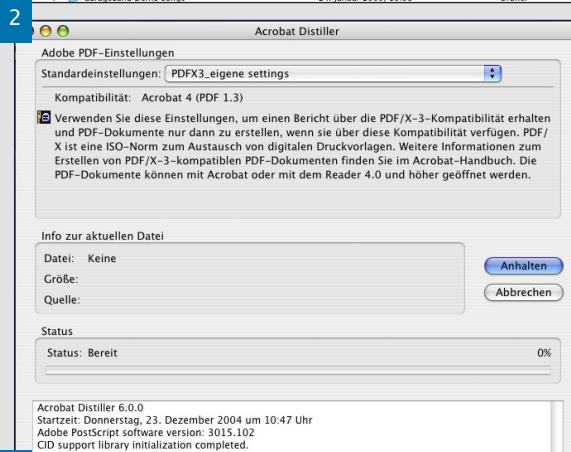 2
Acrobat Distiller
Adobe PDF-Einstellungen
Standardeinstellungen: PDFX3_eigene settings
Kompatibilität: Acrobat 4 (PDF 1.3)
Verwenden Sie diese Einstellungen, um einen Bericht über die PDF/X-3-Kompatibilität erhalten
und PDF-Dokumente nur dann zu erstellen, wenn sie über diese Kompatibilität verfügen. PDF/
X ist eine ISO-Norm zum Austausch von digitalen Druckvorlagen. Weitere Informationen zum
Erstellen von PDF/X-3-kompatiblen PDF-Dokumenten finden Sie im Acrobat-Handbuch. Die
PDF-Dokumente können mit Acrobat oder mit dem Reader 4.0 und höher geöffnet werden.
Info zur aktuellen Datei
Datei: Keine
Größe:
Quelle:
Anhalten
Abbrechen
Status
Status: Bereit 0%
Acrobat Distiller 6.0.0
Startzeit: Donnerstag, 23. Dezember 2004 um 10:47 Uhr
Adobe PostScript software version: 3015.102
CID support library initialization completed.